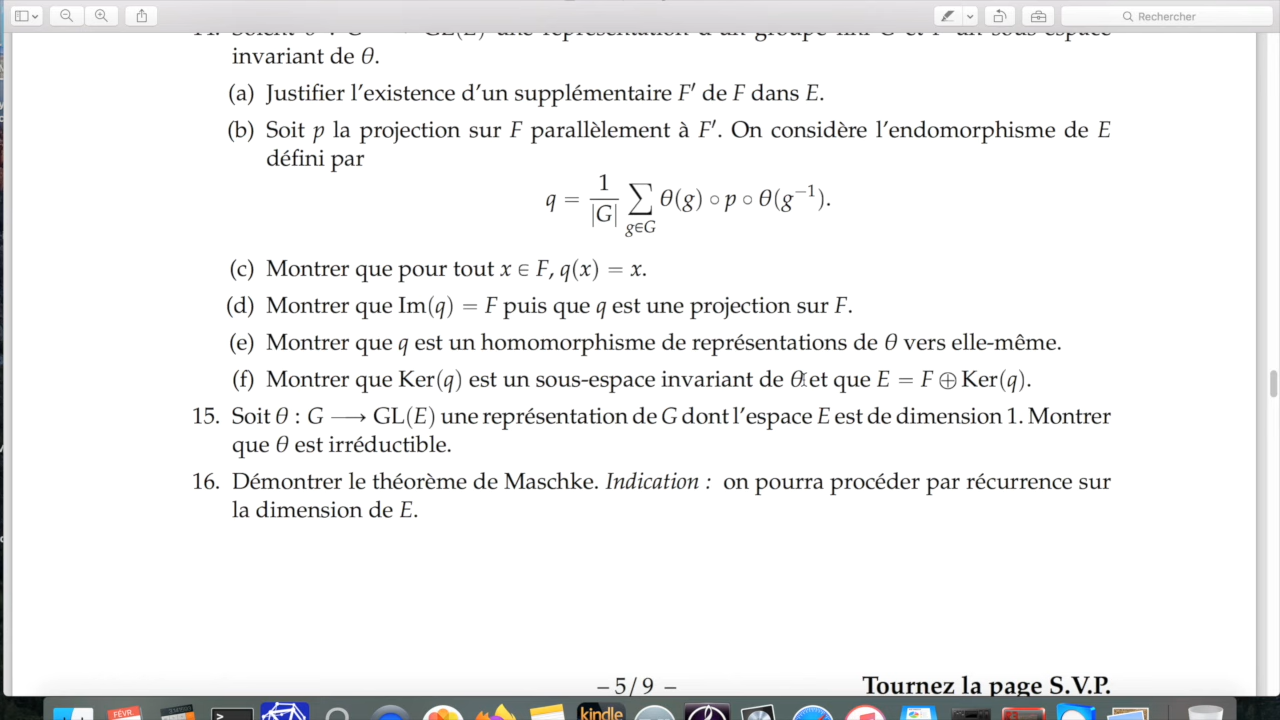 Rechercher
invariant de θ.
(a) Justifier l'existence d'un supplémentaire F′ de F dans E.
(b) Soit p la projection sur F parallèlement à F′. On considère l'endomorphisme de E
défini par
q = 1/|G| ∑_{g∈G} θ(g) ∘ p ∘ θ(g⁻¹).
(c) Montrer que pour tout x ∈ F, q(x) = x.
(d) Montrer que Im(q) = F puis que q est une projection sur F.
(e) Montrer que q est un homomorphisme de représentations de θ vers elle-même.
(f) Montrer que Ker(q) est un sous-espace invariant de θ et que E = F ⊕ Ker(q).
15. Soit θ : G ⟶ GL(E) une représentation de G dont l'espace E est de dimension 1. Montrer
que θ est irréductible.
16. Démontrer le théorème de Maschke. Indication : on pourra procéder par récurrence sur
la dimension de E.
– 5/9 –
Tournez la page S.V.P.
FÉVR.
kindle